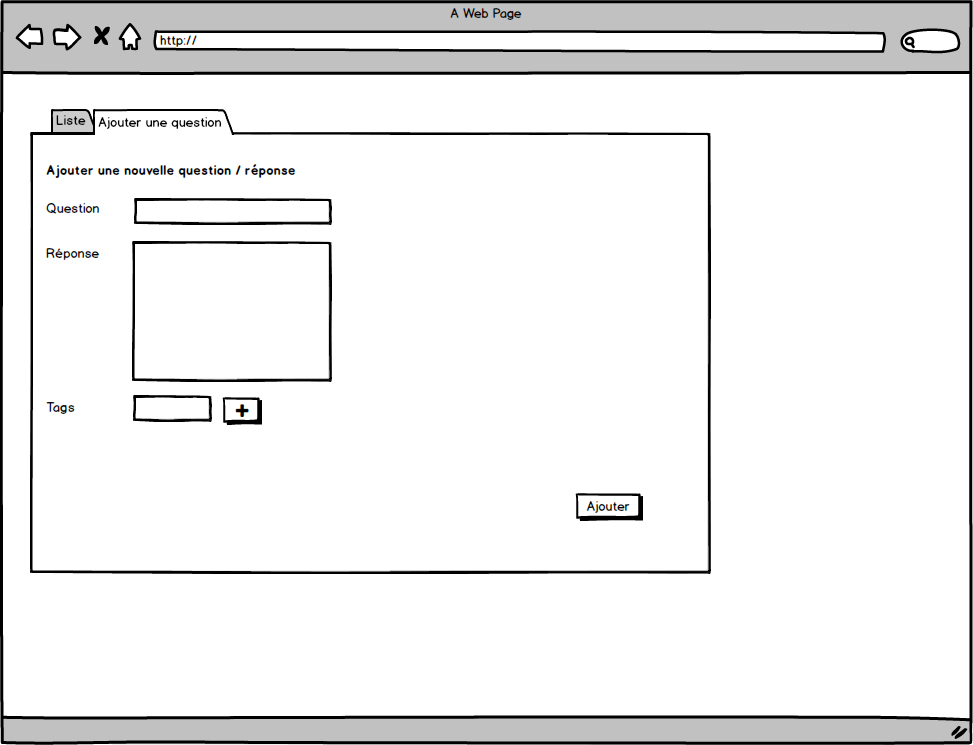 A Web Page
http://
Liste
Ajouter une question
Ajouter une nouvelle question / réponse
Question
Réponse
Tags
+
Ajouter